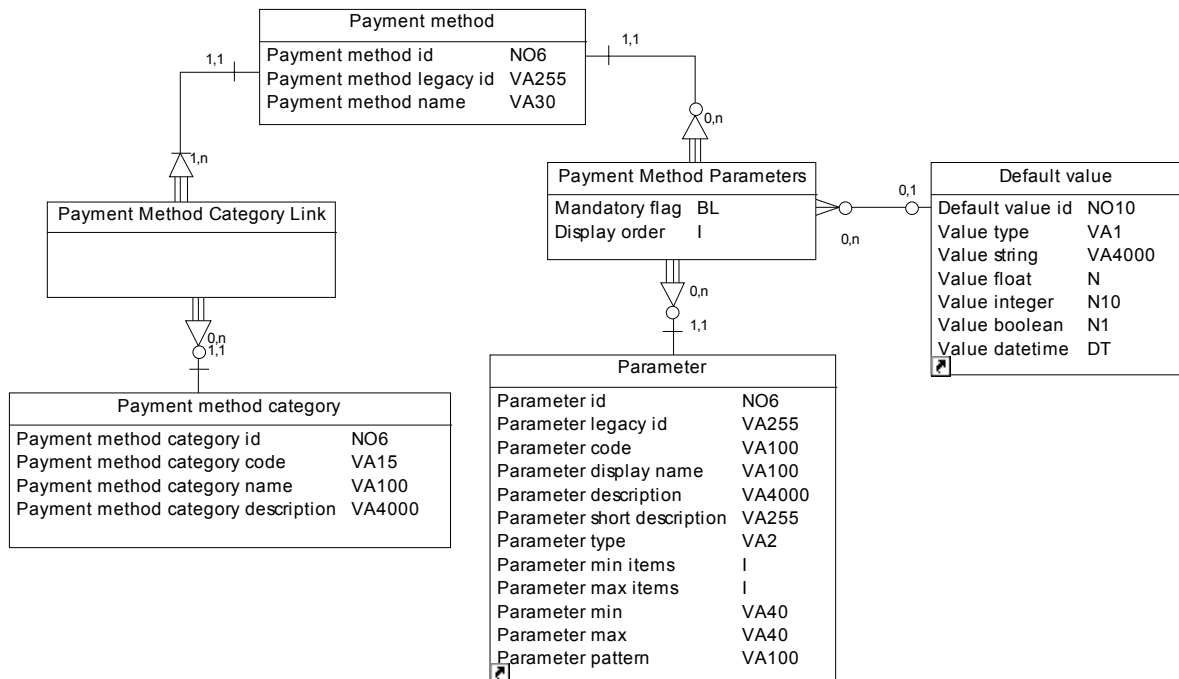 Payment method
Payment method id NO6
Payment method legacy id VA255
Payment method name VA30
1,1
1,1
1,n
0,n
Payment Method Category Link
Payment Method Parameters
Mandatory flag BL
Display order I
0,n
0,1
Default value
Default value id NO10
Value type VA1
Value string VA4000
Value float N
Value integer N10
Value boolean N1
Value datetime DT
0,n
1,1
0,n
1,1
Payment method category
Payment method category id NO6
Payment method category code VA15
Payment method category name VA100
Payment method category description VA4000
Parameter
Parameter id NO6
Parameter legacy id VA255
Parameter code VA100
Parameter display name VA100
Parameter description VA4000
Parameter short description VA255
Parameter type VA2
Parameter min items I
Parameter max items I
Parameter min VA40
Parameter max VA40
Parameter pattern VA100